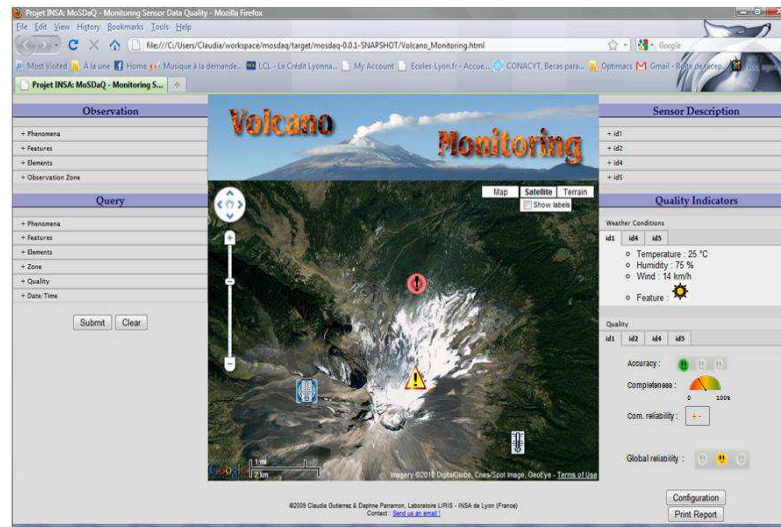 Projet INSA: MoSDaQ - Monitoring Sensor Data Quality - Mozilla Firefox
File Edit View History Bookmarks Tools Help
file:///C:/Users/Claudia/workspace/mosdaq/target/mosdaq-0.0.1-SNAPSHOT/Volcano_Monitoring.html
Google
Most Visited À la une Home Musique à la demande... LCL - Le Crédit Lyonna... My Account Ecoles-Lyon.fr - Accue... CONACYT, Becas para... Optimacs Gmail - Boîte de récep...
Projet INSA: MoSDaQ - Monitoring S...
Observation
+ Phenomena
+ Features
+ Elements
+ Observation Zone
Query
+ Phenomena
+ Features
+ Elements
+ Zone
+ Quality
+ Date/Time
Submit Clear
Volcano
Monitoring
Map Satellite Terrain
Show labels
1 mi
2 km
Google
Imagery ©2010 DigitalGlobe, Cnes/Spot Image, GeoEye - Terms of Use
©2009 Claudia Gutierrez & Daphne Parramon, Laboratoire LIRIS - INSA de Lyon (France)
Contact : Send us an email !
Sensor Description
+ id1
+ id2
+ id4
+ id5
Quality Indicators
Weather Conditions
id1 id4 id5
Temperature : 25 °C
Humidity : 75 %
Wind : 14 km/h
Feature :
Quality
id1 id2 id4 id5
Accuracy :
Completeness :
0 100%
Com. reliability :
+ -
Global reliability :
Configuration
Print Report